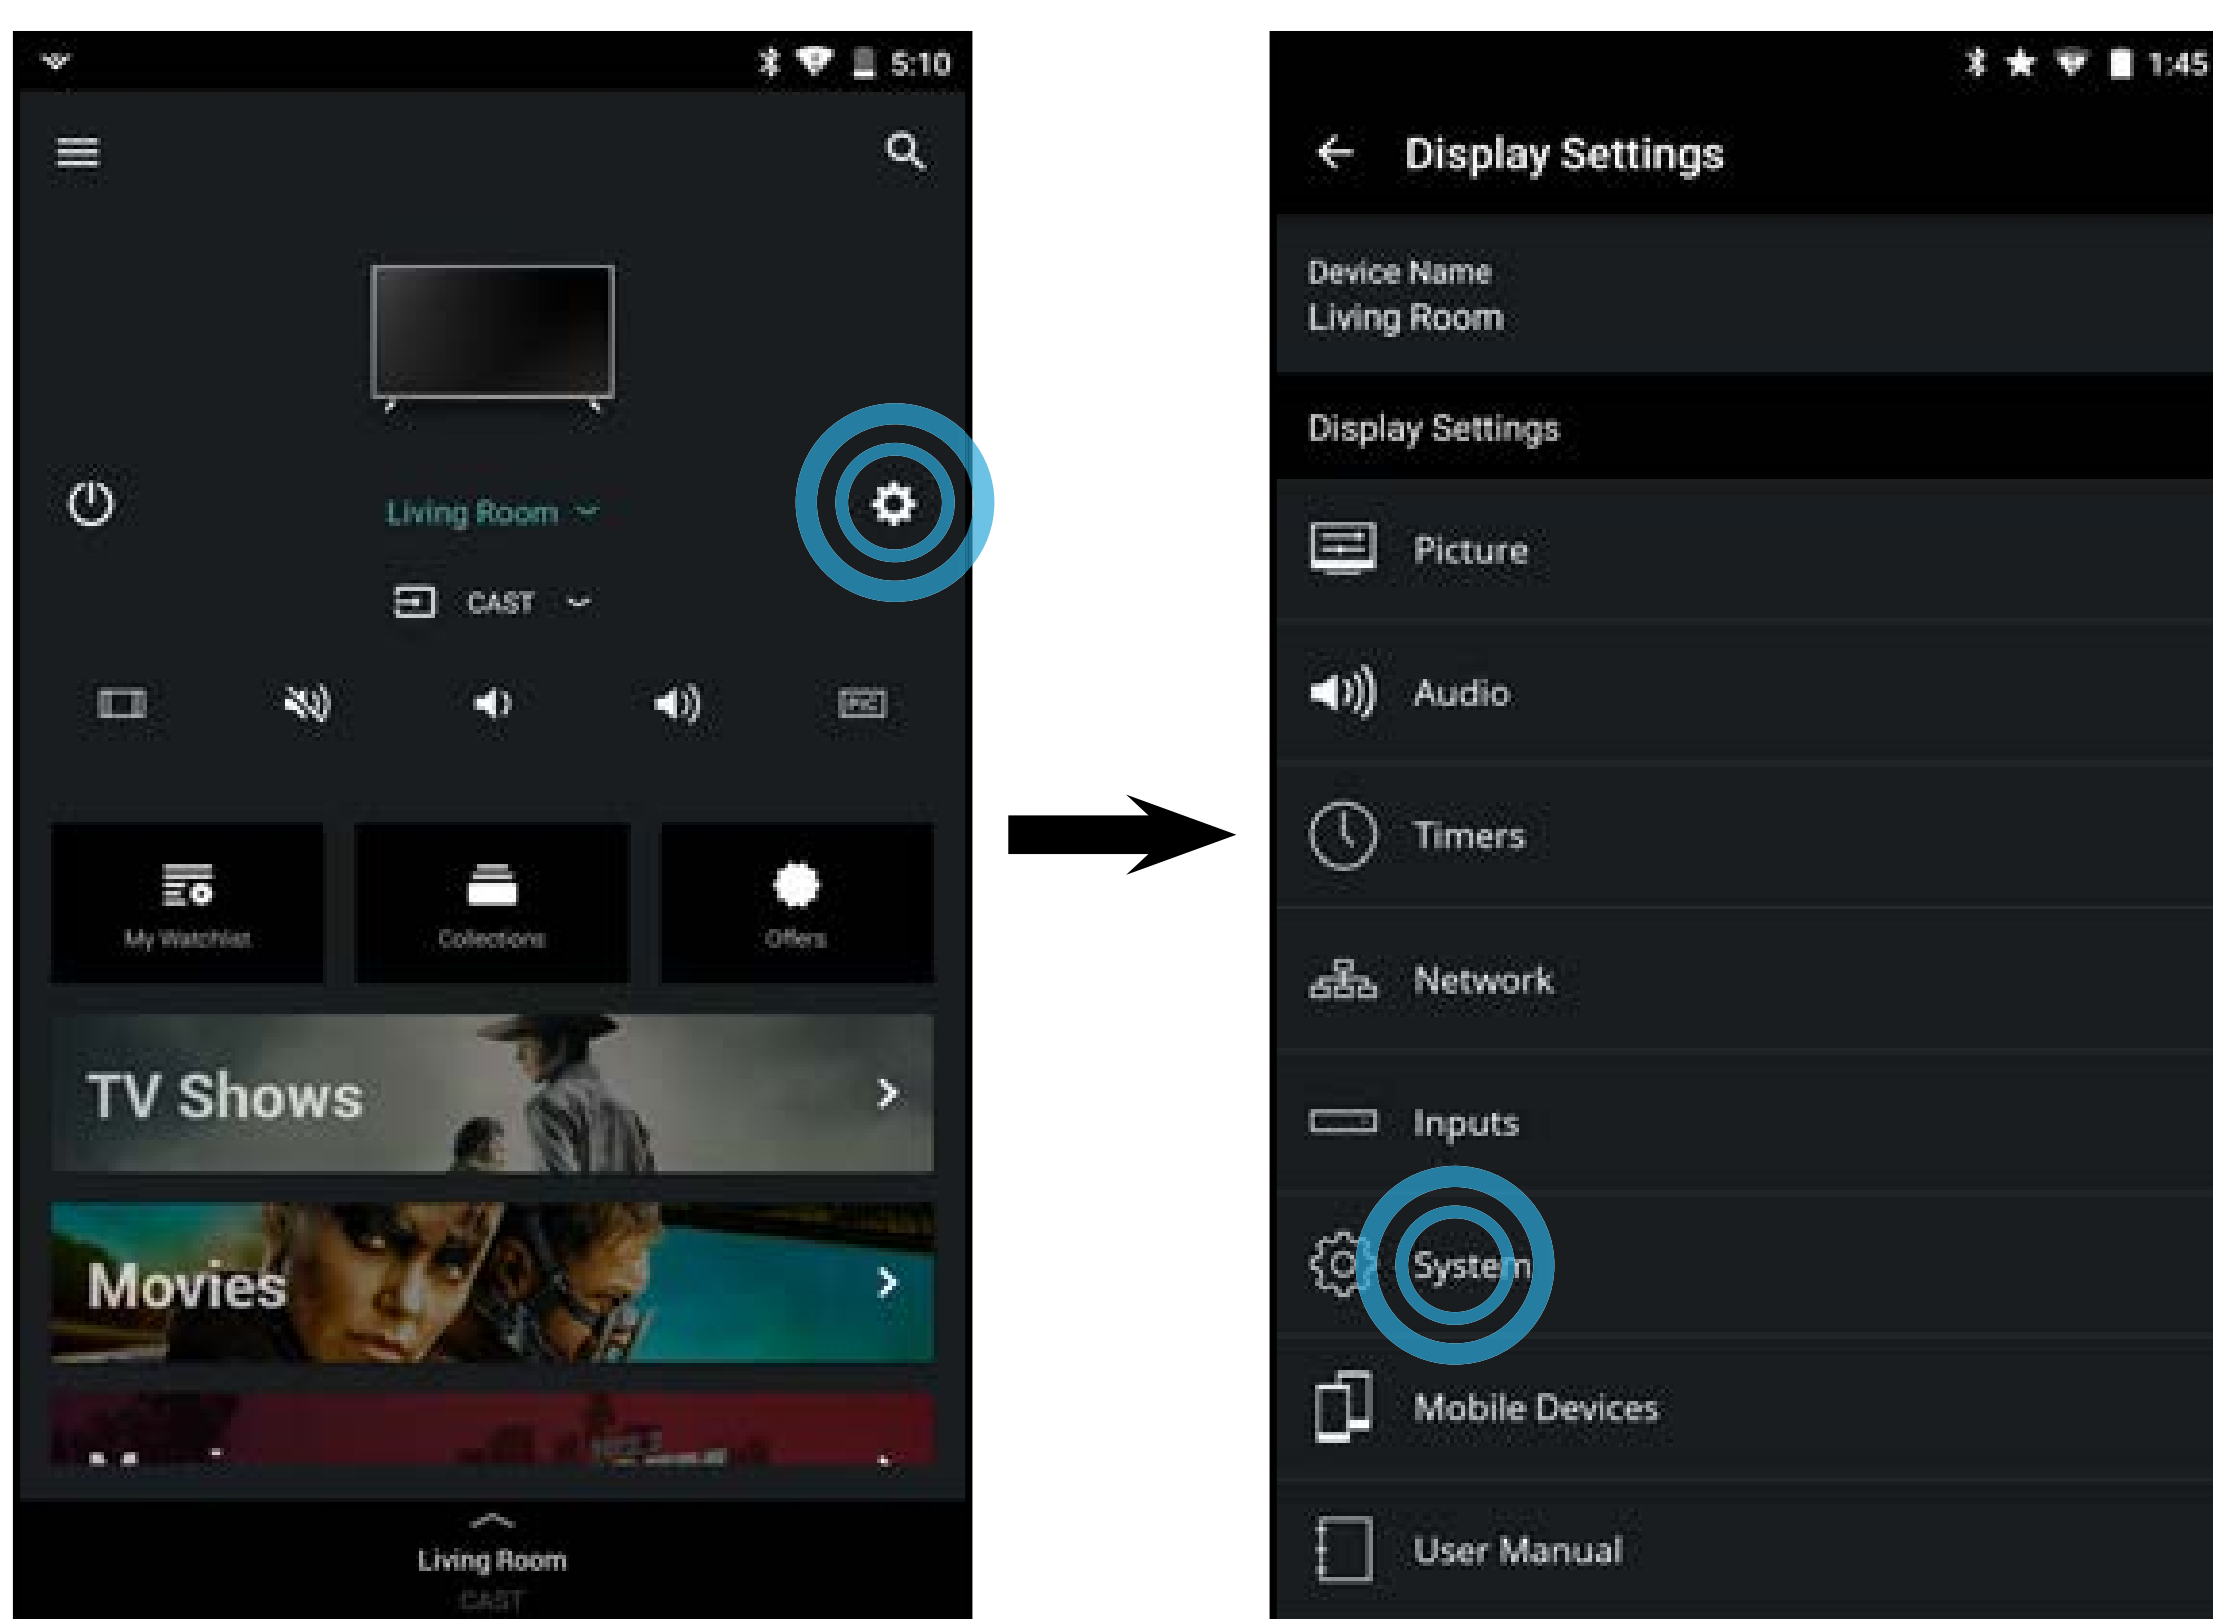 5:10
Living Room
CAST
PIC
My Watchlist
Collections
Offers
TV Shows
Movies
Living Room
CAST
1:45
Display Settings
Device Name
Living Room
Display Settings
Picture
Audio
Timers
Network
Inputs
System
Mobile Devices
User Manual